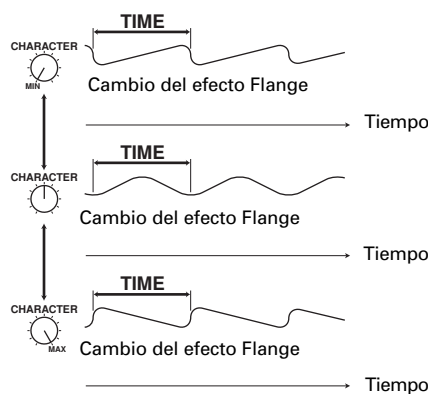 TIME
CHARACTER
MIN
Cambio del efecto Flange
Tiempo
TIME
CHARACTER
Cambio del efecto Flange
Tiempo
TIME
CHARACTER
MAX
Cambio del efecto Flange
Tiempo